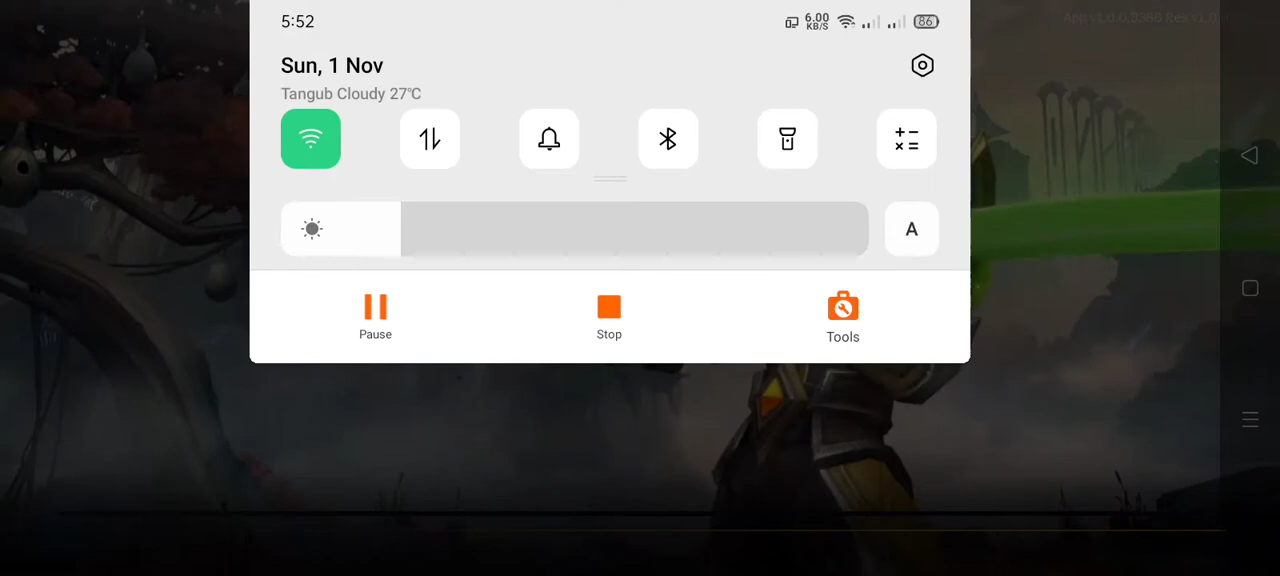 5:52
6.00
KB/S
86
Sun, 1 Nov
Tangub Cloudy 27℃
A
Pause
Stop
Tools